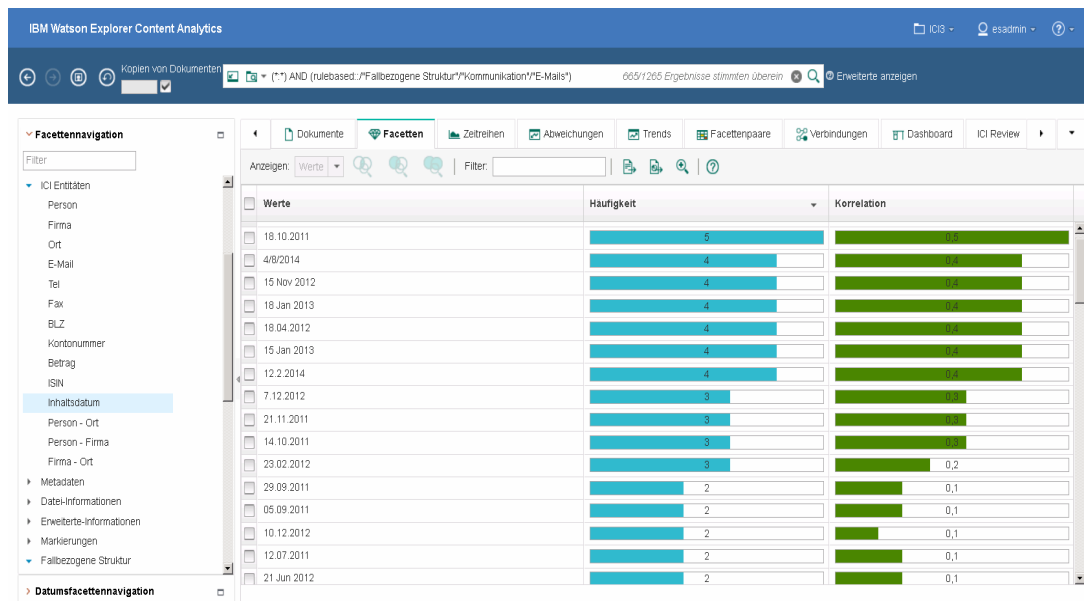 IBM Watson Explorer Content Analytics
ICI3
esadmin
Kopien von Dokumenten
(*:*) AND (rulebased::/"Fallbezogene Struktur"/"Kommunikation"/"E-Mails")
665/1265 Ergebnisse stimmten überein
Erweiterte anzeigen
Facettennavigation
Filter
ICI Entitäten
Person
Firma
Ort
E-Mail
Tel
Fax
BLZ
Kontonummer
Betrag
ISIN
Inhaltsdatum
Person - Ort
Person - Firma
Firma - Ort
Metadaten
Datei-Informationen
Erweiterte-Informationen
Markierungen
Fallbezogene Struktur
Datumsfacettennavigation
Dokumente
Facetten
Zeitreihen
Abweichungen
Trends
Facettenpaare
Verbindungen
Dashboard
ICI Review
Anzeigen: Werte
Filter:
Werte Häufigkeit Korrelation
18.10.2011 5 0,5
4/8/2014 4 0,4
15 Nov 2012 4 0,4
18 Jan 2013 4 0,4
18.04.2012 4 0,4
15 Jan 2013 4 0,4
12.2.2014 4 0,4
7.12.2012 3 0,3
21.11.2011 3 0,3
14.10.2011 3 0,3
23.02.2012 3 0,2
29.09.2011 2 0,1
05.09.2011 2 0,1
10.12.2012 2 0,1
12.07.2011 2 0,1
21 Jun 2012 2 0,1